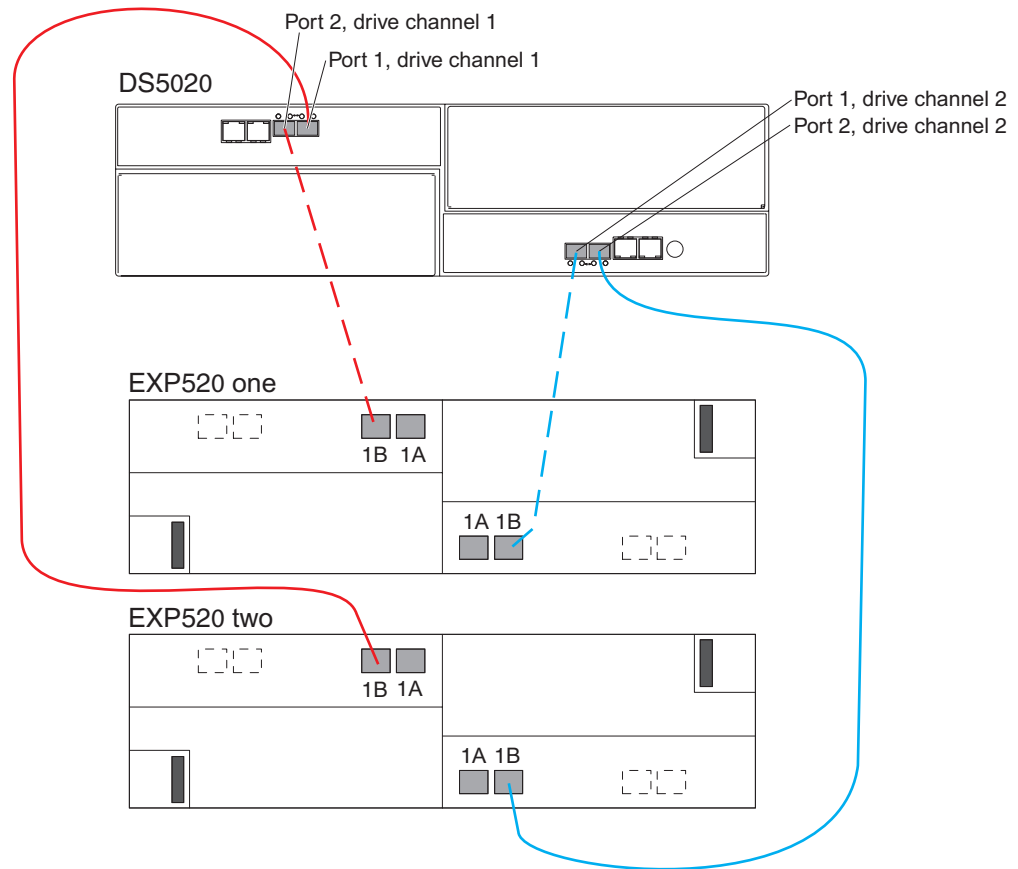 Port 2, drive channel 1
Port 1, drive channel 1
DS5020
Port 1, drive channel 2
Port 2, drive channel 2
EXP520 one
1B 1A
1A 1B
EXP520 two
1B 1A
1A 1B